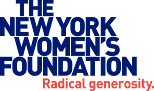 THE
NEW YORK
WOMEN'S
FOUNDATION
Radical generosity.